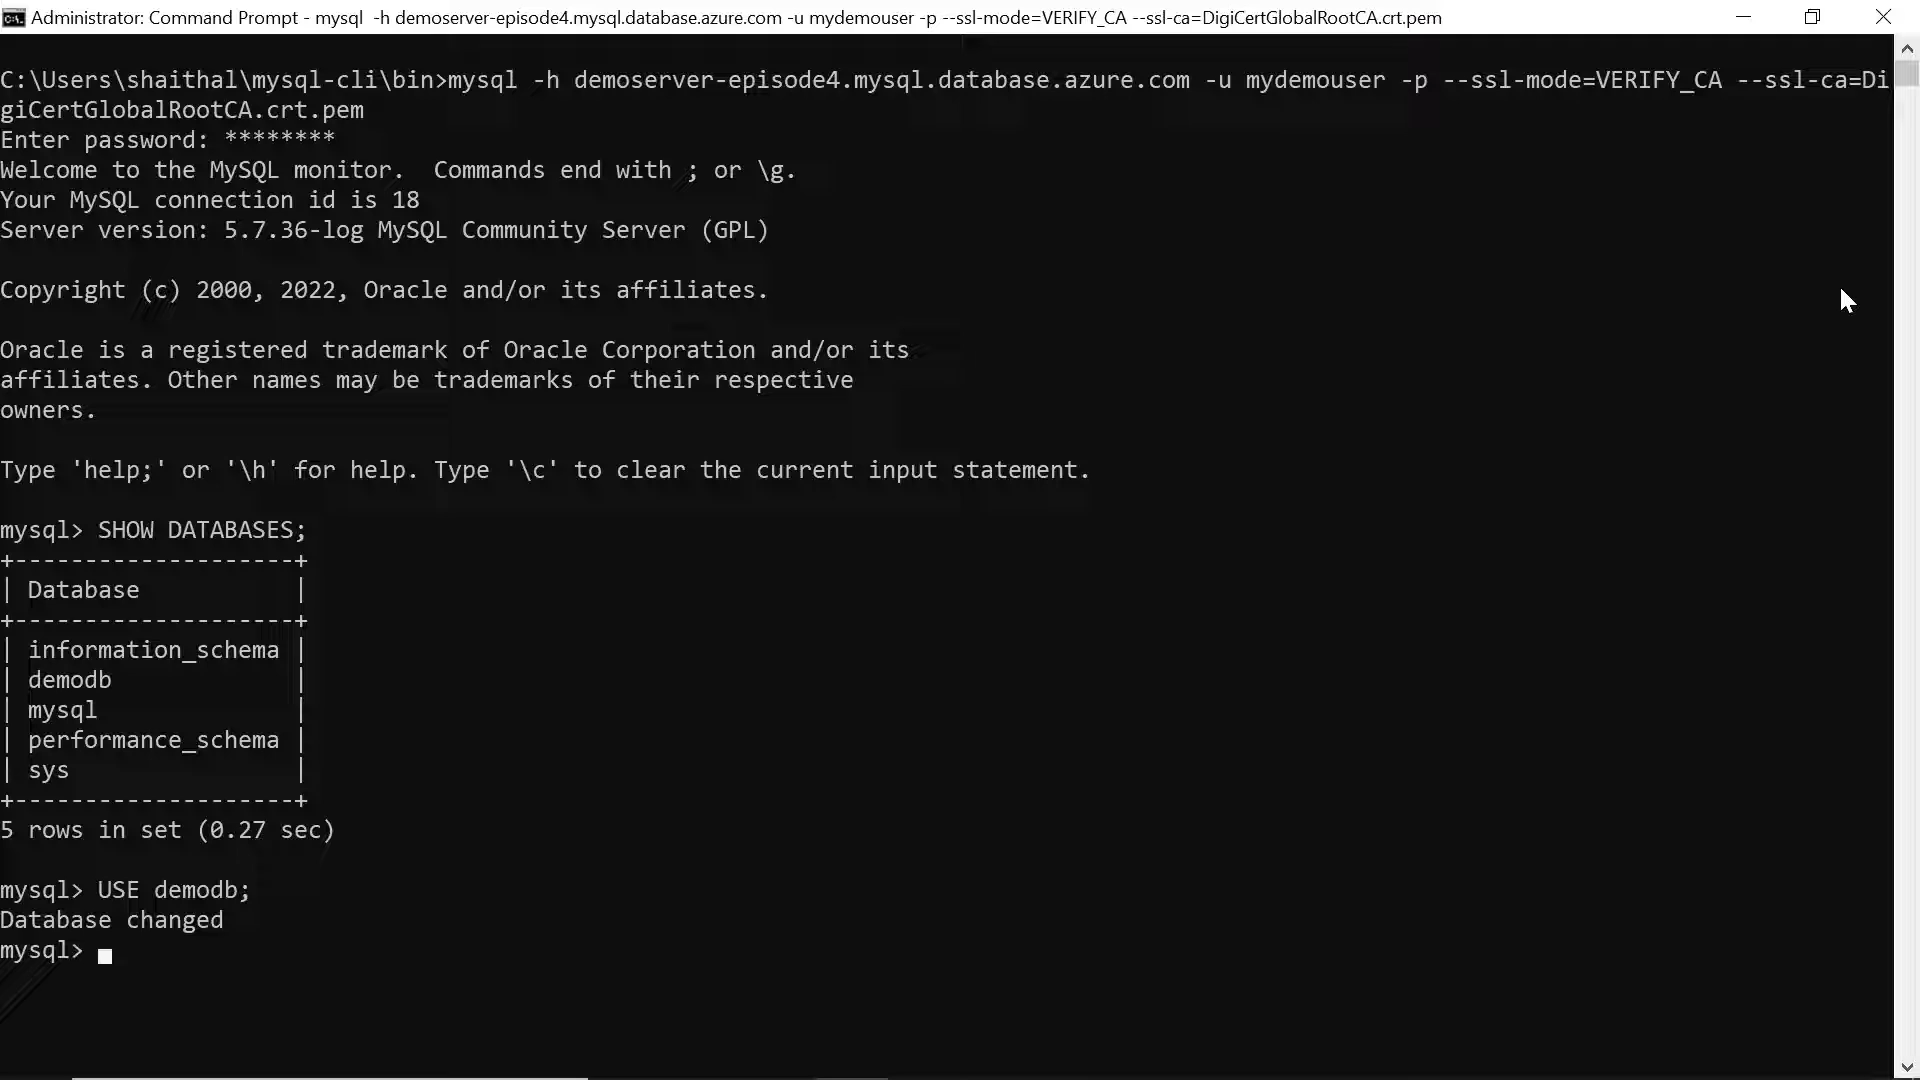 Administrator: Command Prompt - mysql  -h demoserver-episode4.mysql.database.azure.com -u mydemouser -p --ssl-mode=VERIFY_CA --ssl-ca=DigiCertGlobalRootCA.crt.pem
C:\Users\shaithal\mysql-cli\bin>mysql -h demoserver-episode4.mysql.database.azure.com -u mydemouser -p --ssl-mode=VERIFY_CA --ssl-ca=Di
giCertGlobalRootCA.crt.pem
Enter password: ********
Welcome to the MySQL monitor.  Commands end with ; or \g.
Your MySQL connection id is 18
Server version: 5.7.36-log MySQL Community Server (GPL)
Copyright (c) 2000, 2022, Oracle and/or its affiliates.
Oracle is a registered trademark of Oracle Corporation and/or its
affiliates. Other names may be trademarks of their respective
owners.
Type 'help;' or '\h' for help. Type '\c' to clear the current input statement.
mysql> SHOW DATABASES;
+--------------------+
| Database           |
+--------------------+
| information_schema |
| demodb             |
| mysql              |
| performance_schema |
| sys                |
+--------------------+
5 rows in set (0.27 sec)
mysql> USE demodb;
Database changed
mysql>